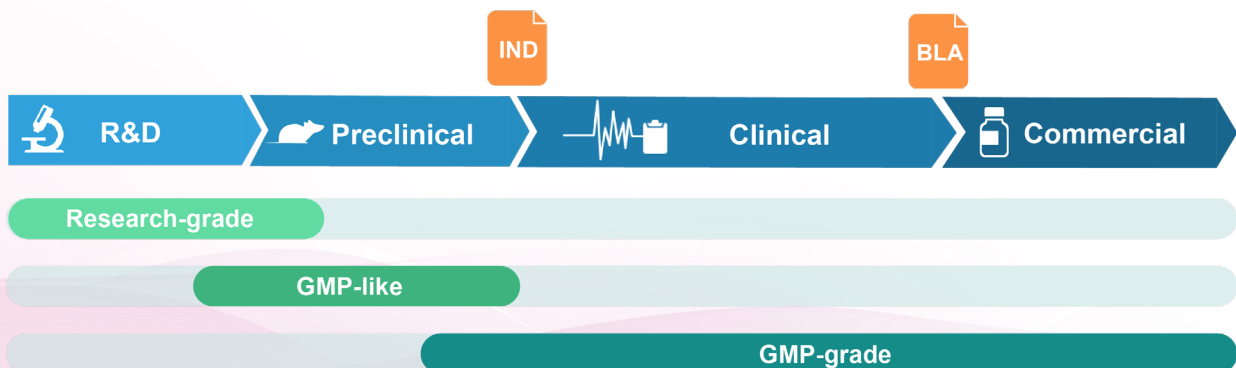 IND
BLA
R&D
Preclinical
Clinical
Commercial
Research-grade
GMP-like
GMP-grade